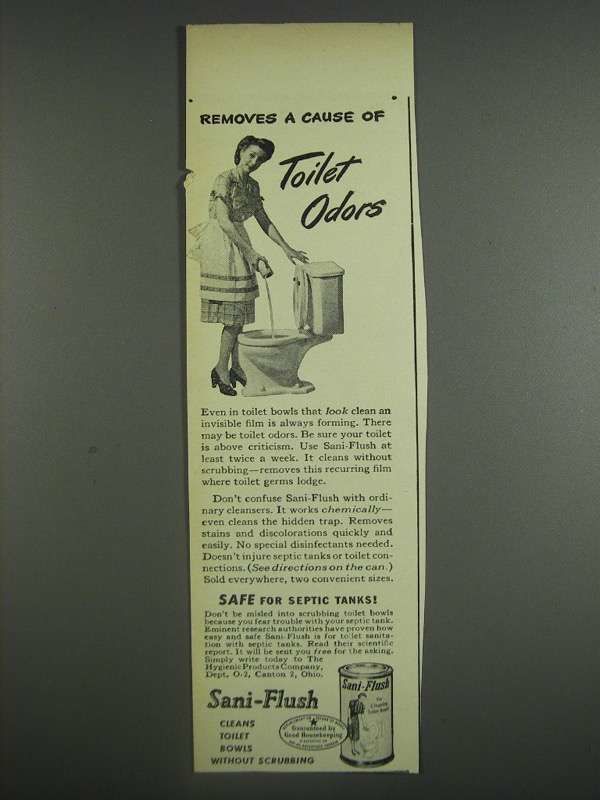 REMOVES A CAUSE OF
Toilet
Odors
Even in toilet bowls that look clean an
invisible film is always forming. There
may be toilet odors. Be sure your toilet
is above criticism. Use Sani-Flush at
least twice a week. It cleans without
scrubbing—removes this recurring film
where toilet germs lodge.
Don't confuse Sani-Flush with ordi-
nary cleansers. It works chemically—
even cleans the hidden trap. Removes
stains and discolorations quickly and
easily. No special disinfectants needed.
Doesn't injure septic tanks or toilet con-
nections. (See directions on the can.)
Sold everywhere, two convenient sizes.
SAFE FOR SEPTIC TANKS!
Don't be misled into scrubbing toilet bowls
because you fear trouble with your septic tank.
Eminent research authorities have proven how
easy and safe Sani-Flush is for toilet sanita-
tion with septic tanks. Read their scientific
report. It will be sent you free for the asking.
Simply write today to The
Hygienic Products Company,
Dept. O-2, Canton 2, Ohio.
Sani-Flush
CLEANS
TOILET
BOWLS
WITHOUT SCRUBBING
Guaranteed by
Good Housekeeping
Sani-Flush